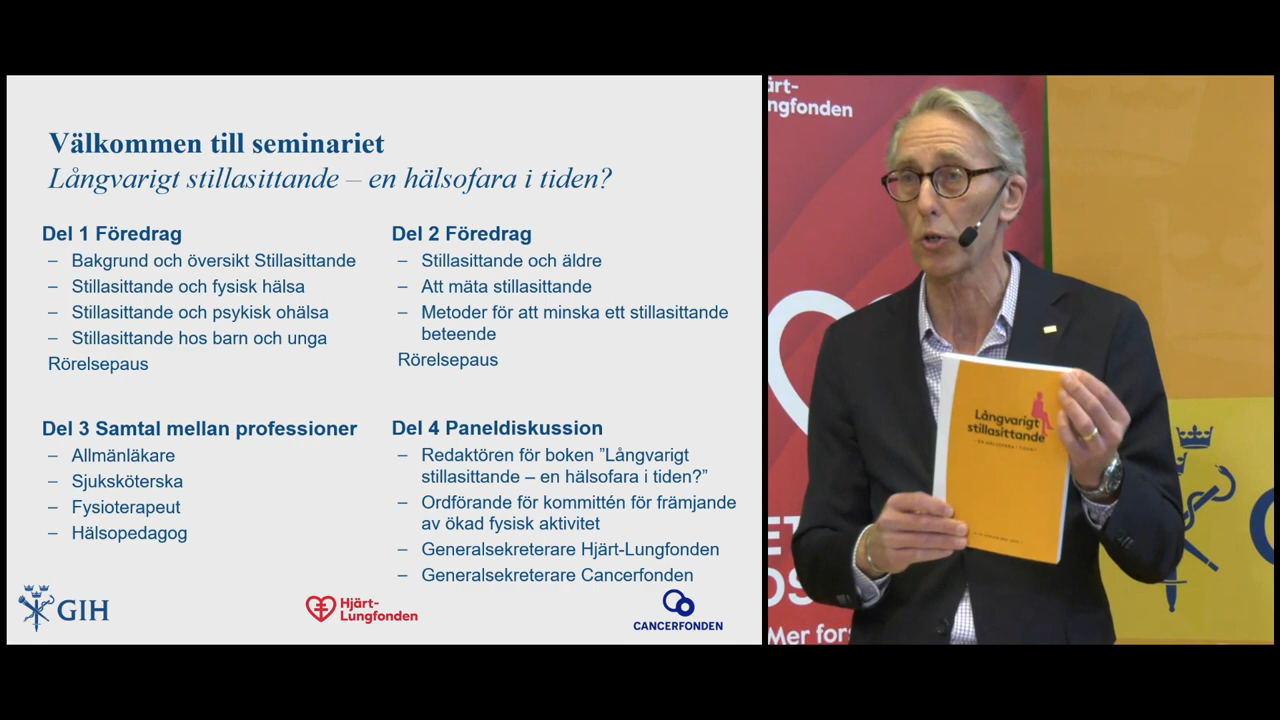 Välkommen till seminariet
Långvarigt stillasittande – en hälsofara i tiden?
Del 1 Föredrag
– Bakgrund och översikt Stillasittande
– Stillasittande och fysisk hälsa
– Stillasittande och psykisk ohälsa
– Stillasittande hos barn och unga
Rörelsepaus
Del 2 Föredrag
– Stillasittande och äldre
– Att mäta stillasittande
– Metoder för att minska ett stillasittande
beteende
Rörelsepaus
Del 3 Samtal mellan professioner
– Allmänläkare
– Sjuksköterska
– Fysioterapeut
– Hälsopedagog
Del 4 Paneldiskussion
– Redaktören för boken ”Långvarigt
stillasittande – en hälsofara i tiden?”
– Ordförande för kommittén för främjande
av ökad fysisk aktivitet
– Generalsekreterare Hjärt-Lungfonden
– Generalsekreterare Cancerfonden
GIH
Hjärt-
Lungfonden
CANCERFONDEN
järt-
ngfonden
Långvarigt
stillasittande
– EN HÄLSOFARA I TIDEN?
Mer fors